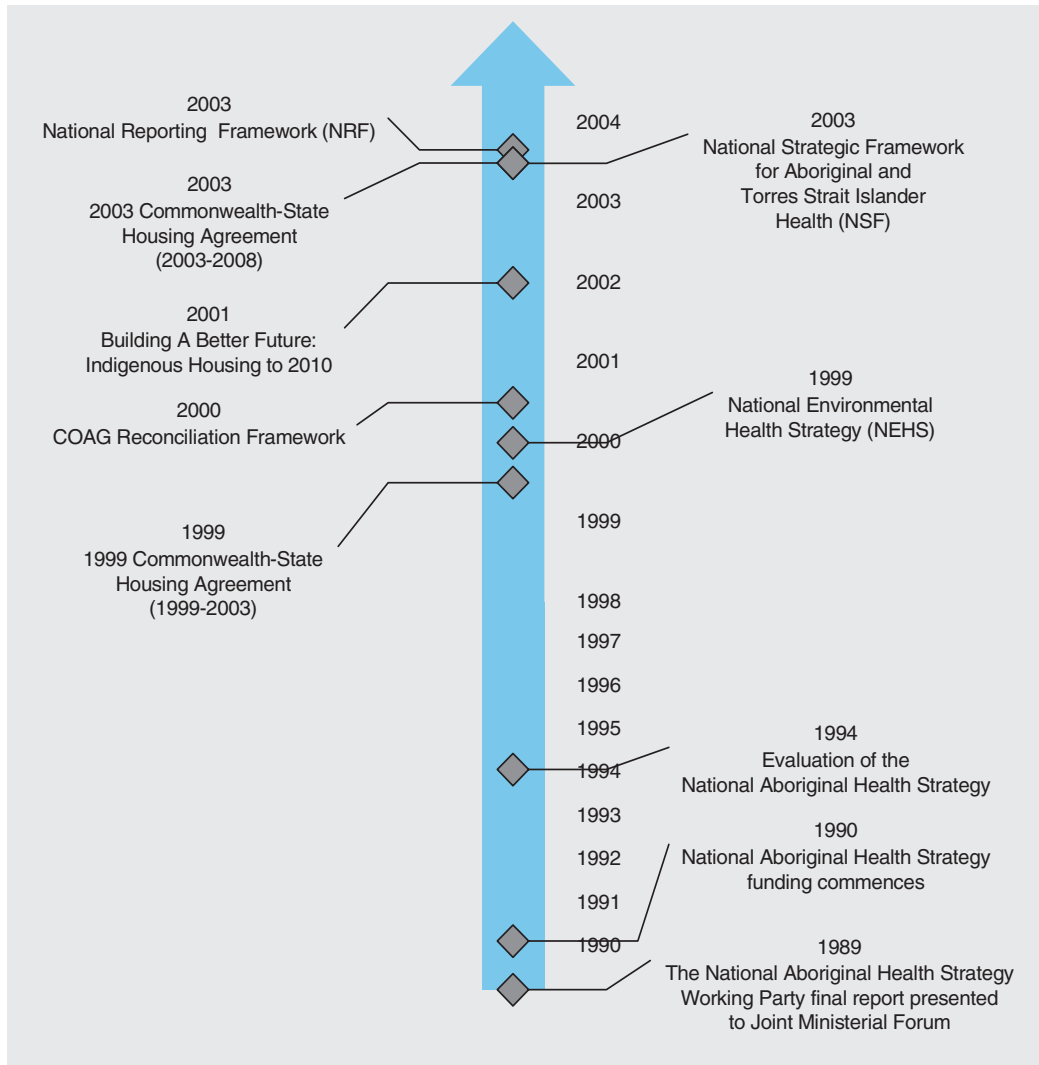 2003
National Reporting Framework (NRF)
2003
2003 Commonwealth-State
Housing Agreement
(2003-2008)
2001
Building A Better Future:
Indigenous Housing to 2010
2000
COAG Reconciliation Framework
1999
1999 Commonwealth-State
Housing Agreement
(1999-2003)
2004
2003
2002
2001
2000
1999
1998
1997
1996
1995
1994
1993
1992
1991
1990
2003
National Strategic Framework
for Aboriginal and
Torres Strait Islander
Health (NSF)
1999
National Environmental
Health Strategy (NEHS)
1994
Evaluation of the
National Aboriginal Health Strategy
1990
National Aboriginal Health Strategy
funding commences
1989
The National Aboriginal Health Strategy
Working Party final report presented
to Joint Ministerial Forum